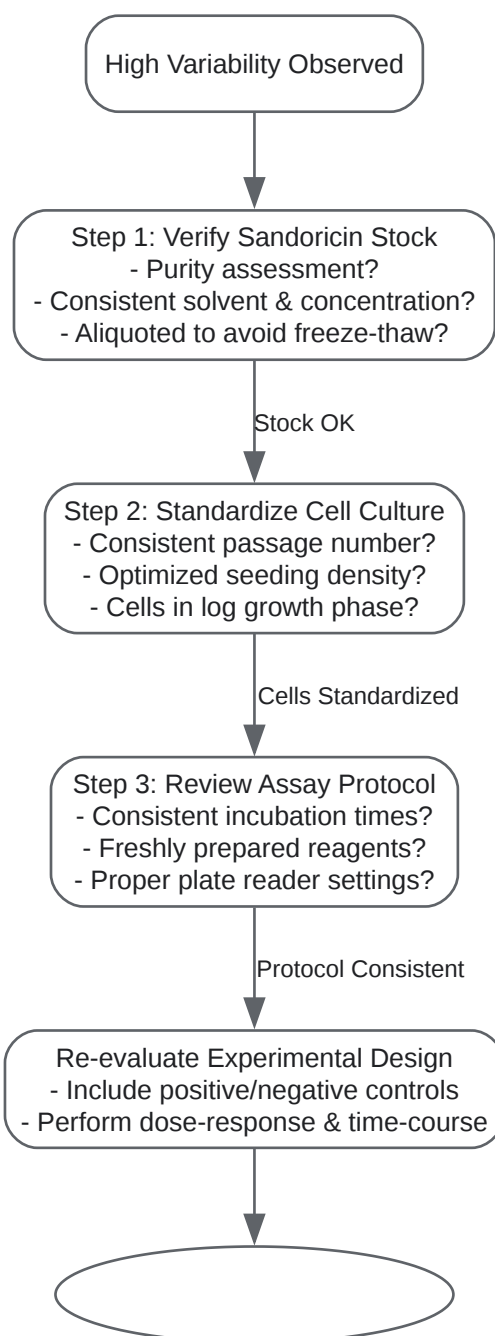 High Variability Observed
Step 1: Verify Sandoricin Stock
- Purity assessment?
- Consistent solvent & concentration?
- Aliquoted to avoid freeze-thaw?
Stock OK
Step 2: Standardize Cell Culture
- Consistent passage number?
- Optimized seeding density?
- Cells in log growth phase?
Cells Standardized
Step 3: Review Assay Protocol
- Consistent incubation times?
- Freshly prepared reagents?
- Proper plate reader settings?
Protocol Consistent
Re-evaluate Experimental Design
- Include positive/negative controls
- Perform dose-response & time-course